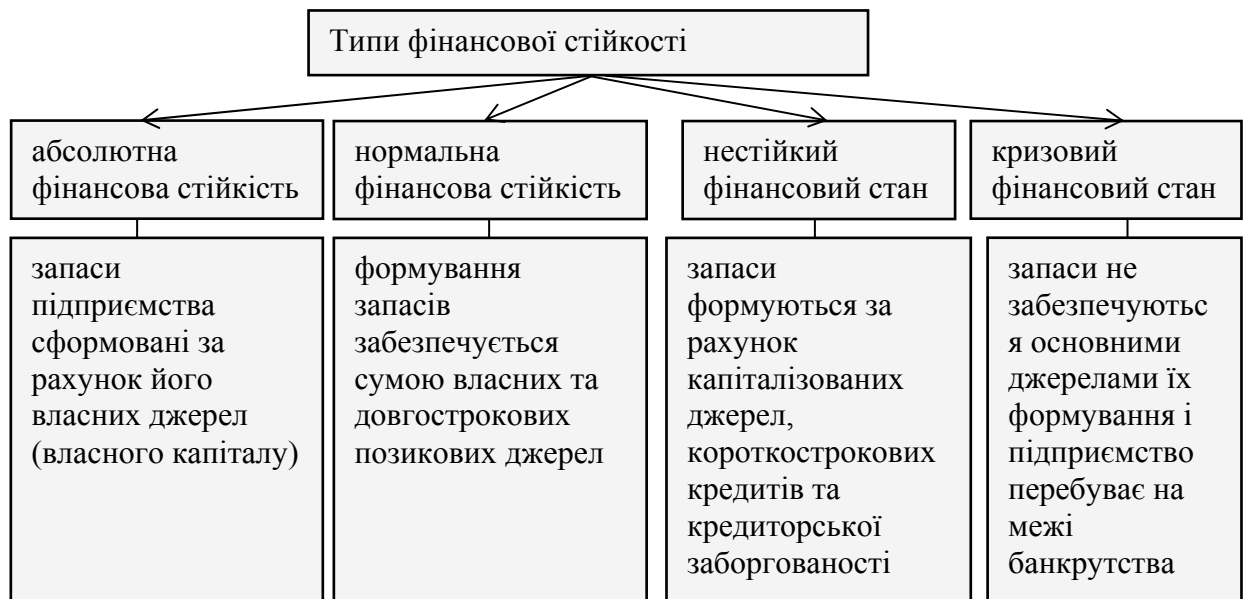 Типи фінансової стійкості
абсолютна
фінансова стійкість
нормальна
фінансова стійкість
нестійкий
фінансовий стан
кризовий
фінансовий стан
запаси
підприємства
сформовані за
рахунок його
власних джерел
(власного капіталу)
формування
запасів
забезпечується
сумою власних та
довгострокових
позикових джерел
запаси
формуються за
рахунок
капіталізованих
джерел,
короткострокових
кредитів та
кредиторської
заборгованості
запаси не
забезпечуютьс
я основними
джерелами їх
формування і
підприємство
перебуває на
межі
банкрутства